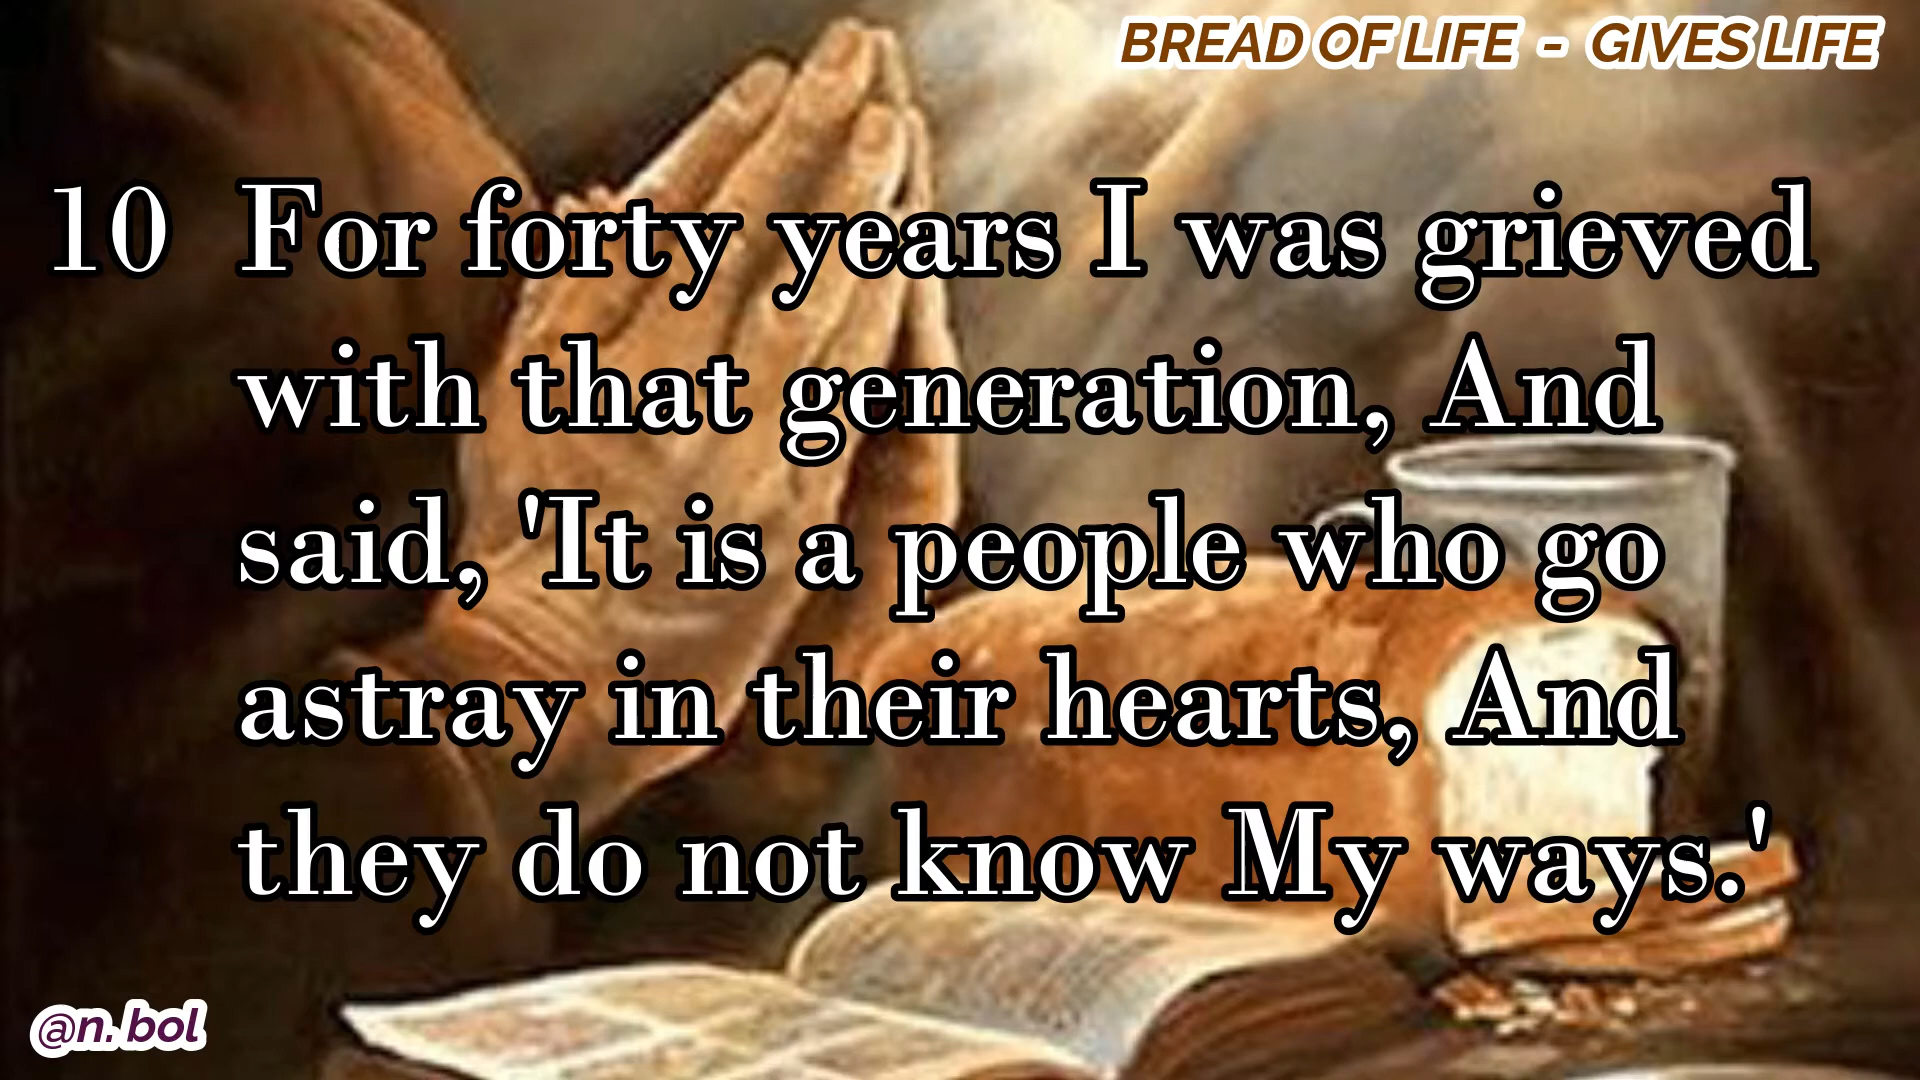 BREAD OF LIFE - GIVES LIFE
10 For forty years I was grieved
with that generation, And
said, 'It is a people who go
astray in their hearts, And
they do not know My ways.'
@n. bol